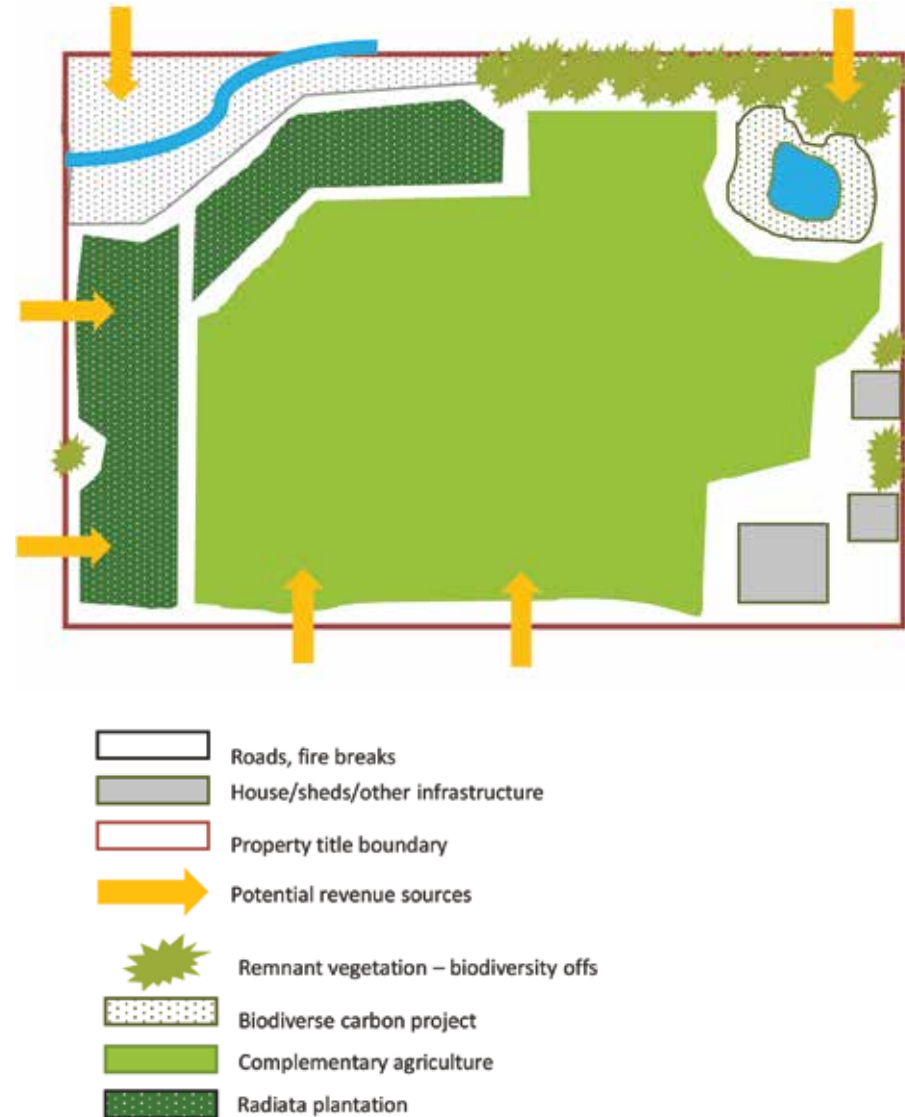 Roads, fire breaks
House/sheds/other infrastructure
Property title boundary
Potential revenue sources
Remnant vegetation – biodiversity offs
Biodiverse carbon project
Complementary agriculture
Radiata plantation